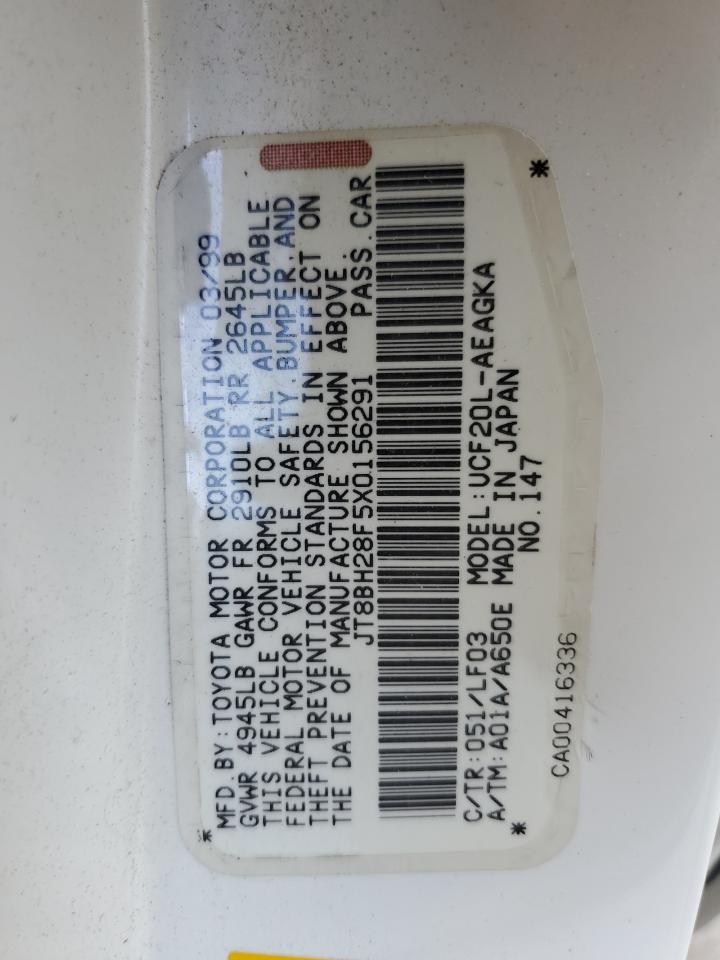 MFD.BY:TOYOTA MOTOR CORPORATION 03/99
GVWR 4945LB GAWR FR 2910LB RR 2645LB
THIS VEHICLE CONFORMS TO ALL APPLICABLE
FEDERAL MOTOR VEHICLE SAFETY.BUMPER,AND
THEFT PREVENTION STANDARDS IN EFFECT ON
THE DATE OF MANUFACTURE SHOWN ABOVE.
JT8BH28F5X0156291 PASS.CAR
C/TR:051/LF03 MODEL:UCF20L-AEAGKA
A/TM:A01A/A650E MADE IN JAPAN
NO.147
CA00416336